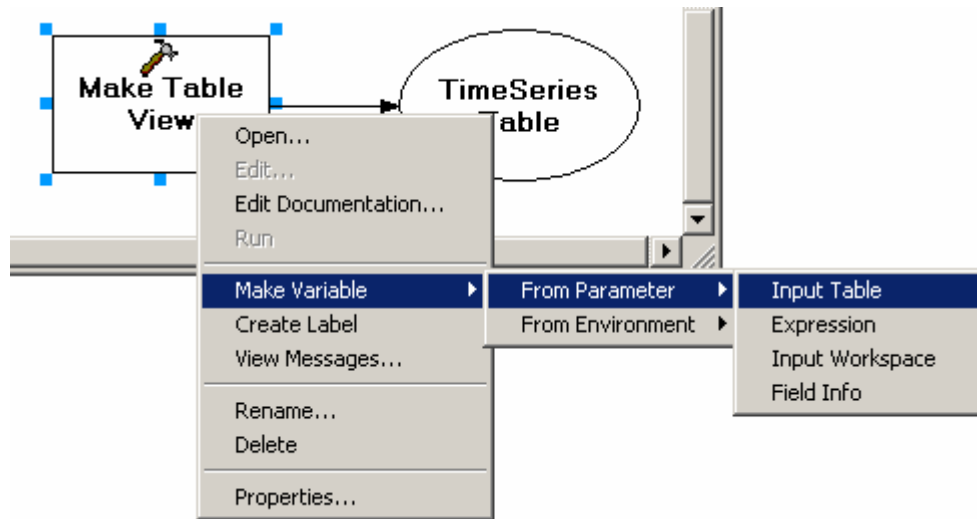 Make Table
View
TimeSeries
Table
Open...
Edit...
Edit Documentation...
Run
Make Variable
From Parameter
Input Table
Create Label
From Environment
Expression
View Messages...
Input Workspace
Field Info
Rename...
Delete
Properties...